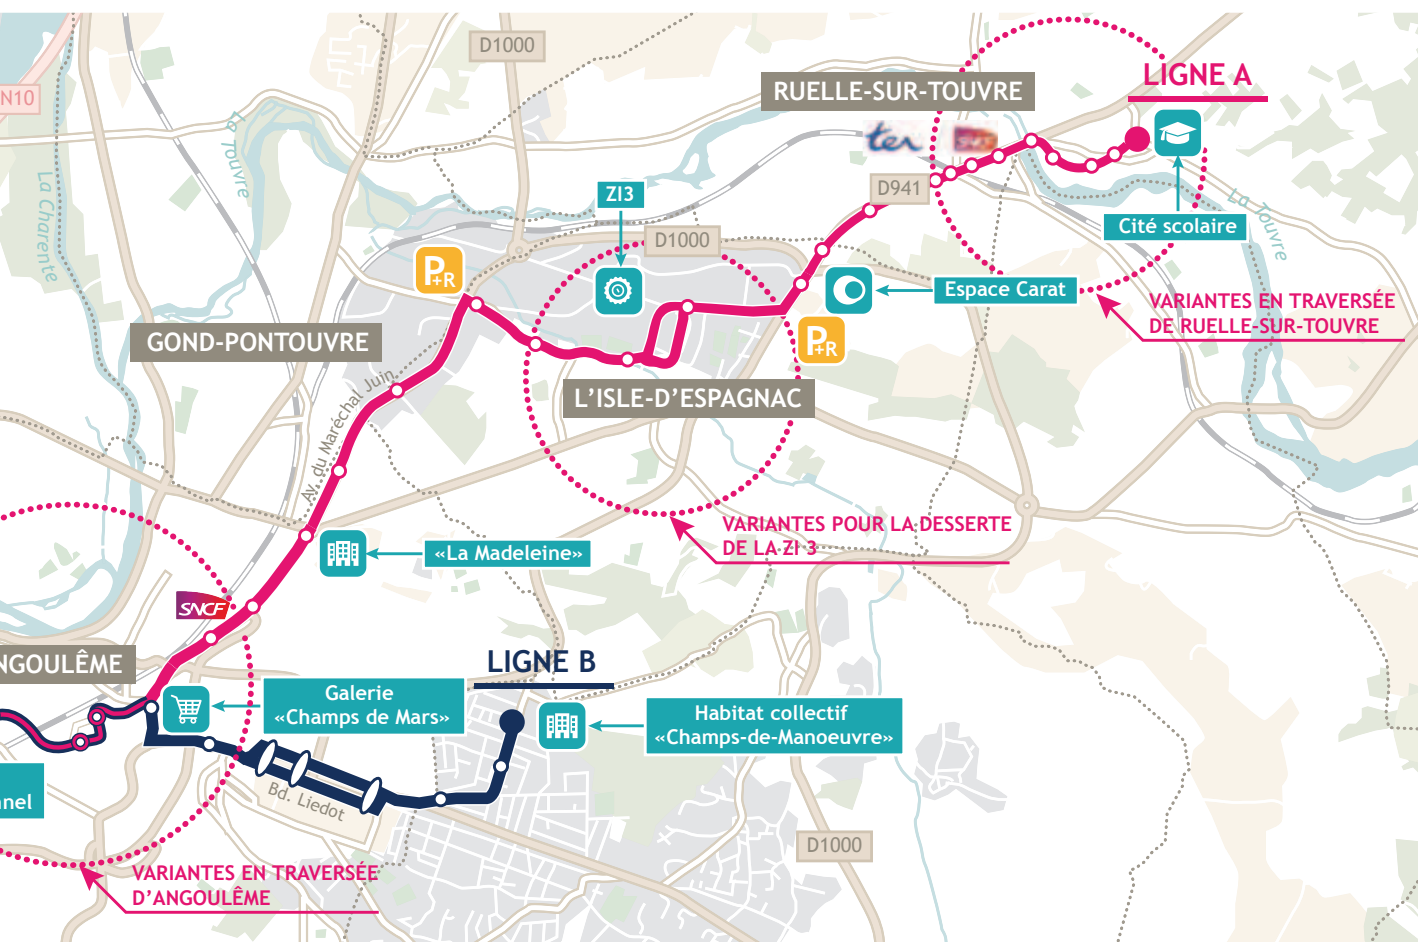 D1000
N10
RUELLE-SUR-TOUVRE
LIGNE A
ter
SNCF
La Touvre
La Charente
ZI3
D941
La Touvre
Cité scolaire
D1000
P+R
Espace Carat
VARIANTES EN TRAVERSÉE
DE RUELLE-SUR-TOUVRE
GOND-PONTOUVRE
P+R
L'ISLE-D'ESPAGNAC
Av. du Maréchal Juin
VARIANTES POUR LA DESSERTE
DE LA ZI 3
«La Madeleine»
SNCF
NGOULÊME
LIGNE B
Galerie
«Champs de Mars»
Habitat collectif
«Champs-de-Manoeuvre»
nnel
Bd. Liedot
D1000
VARIANTES EN TRAVERSÉE
D'ANGOULÊME